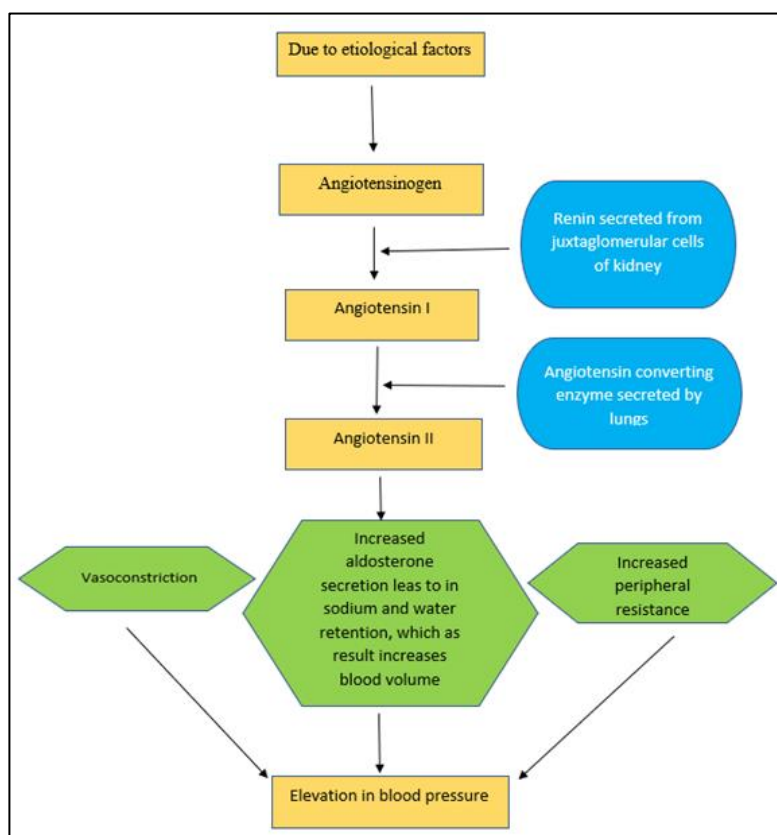 Due to etiological factors
Angiotensinogen
Renin secreted from
juxtaglomerular cells
of kidney
Angiotensin I
Angiotensin converting
enzyme secreted by
lungs
Angiotensin II
Vasoconstriction
Increased
aldosterone
secretion leas to in
sodium and water
retention, which as
result increases
blood volume
Increased
peripheral
resistance
Elevation in blood pressure